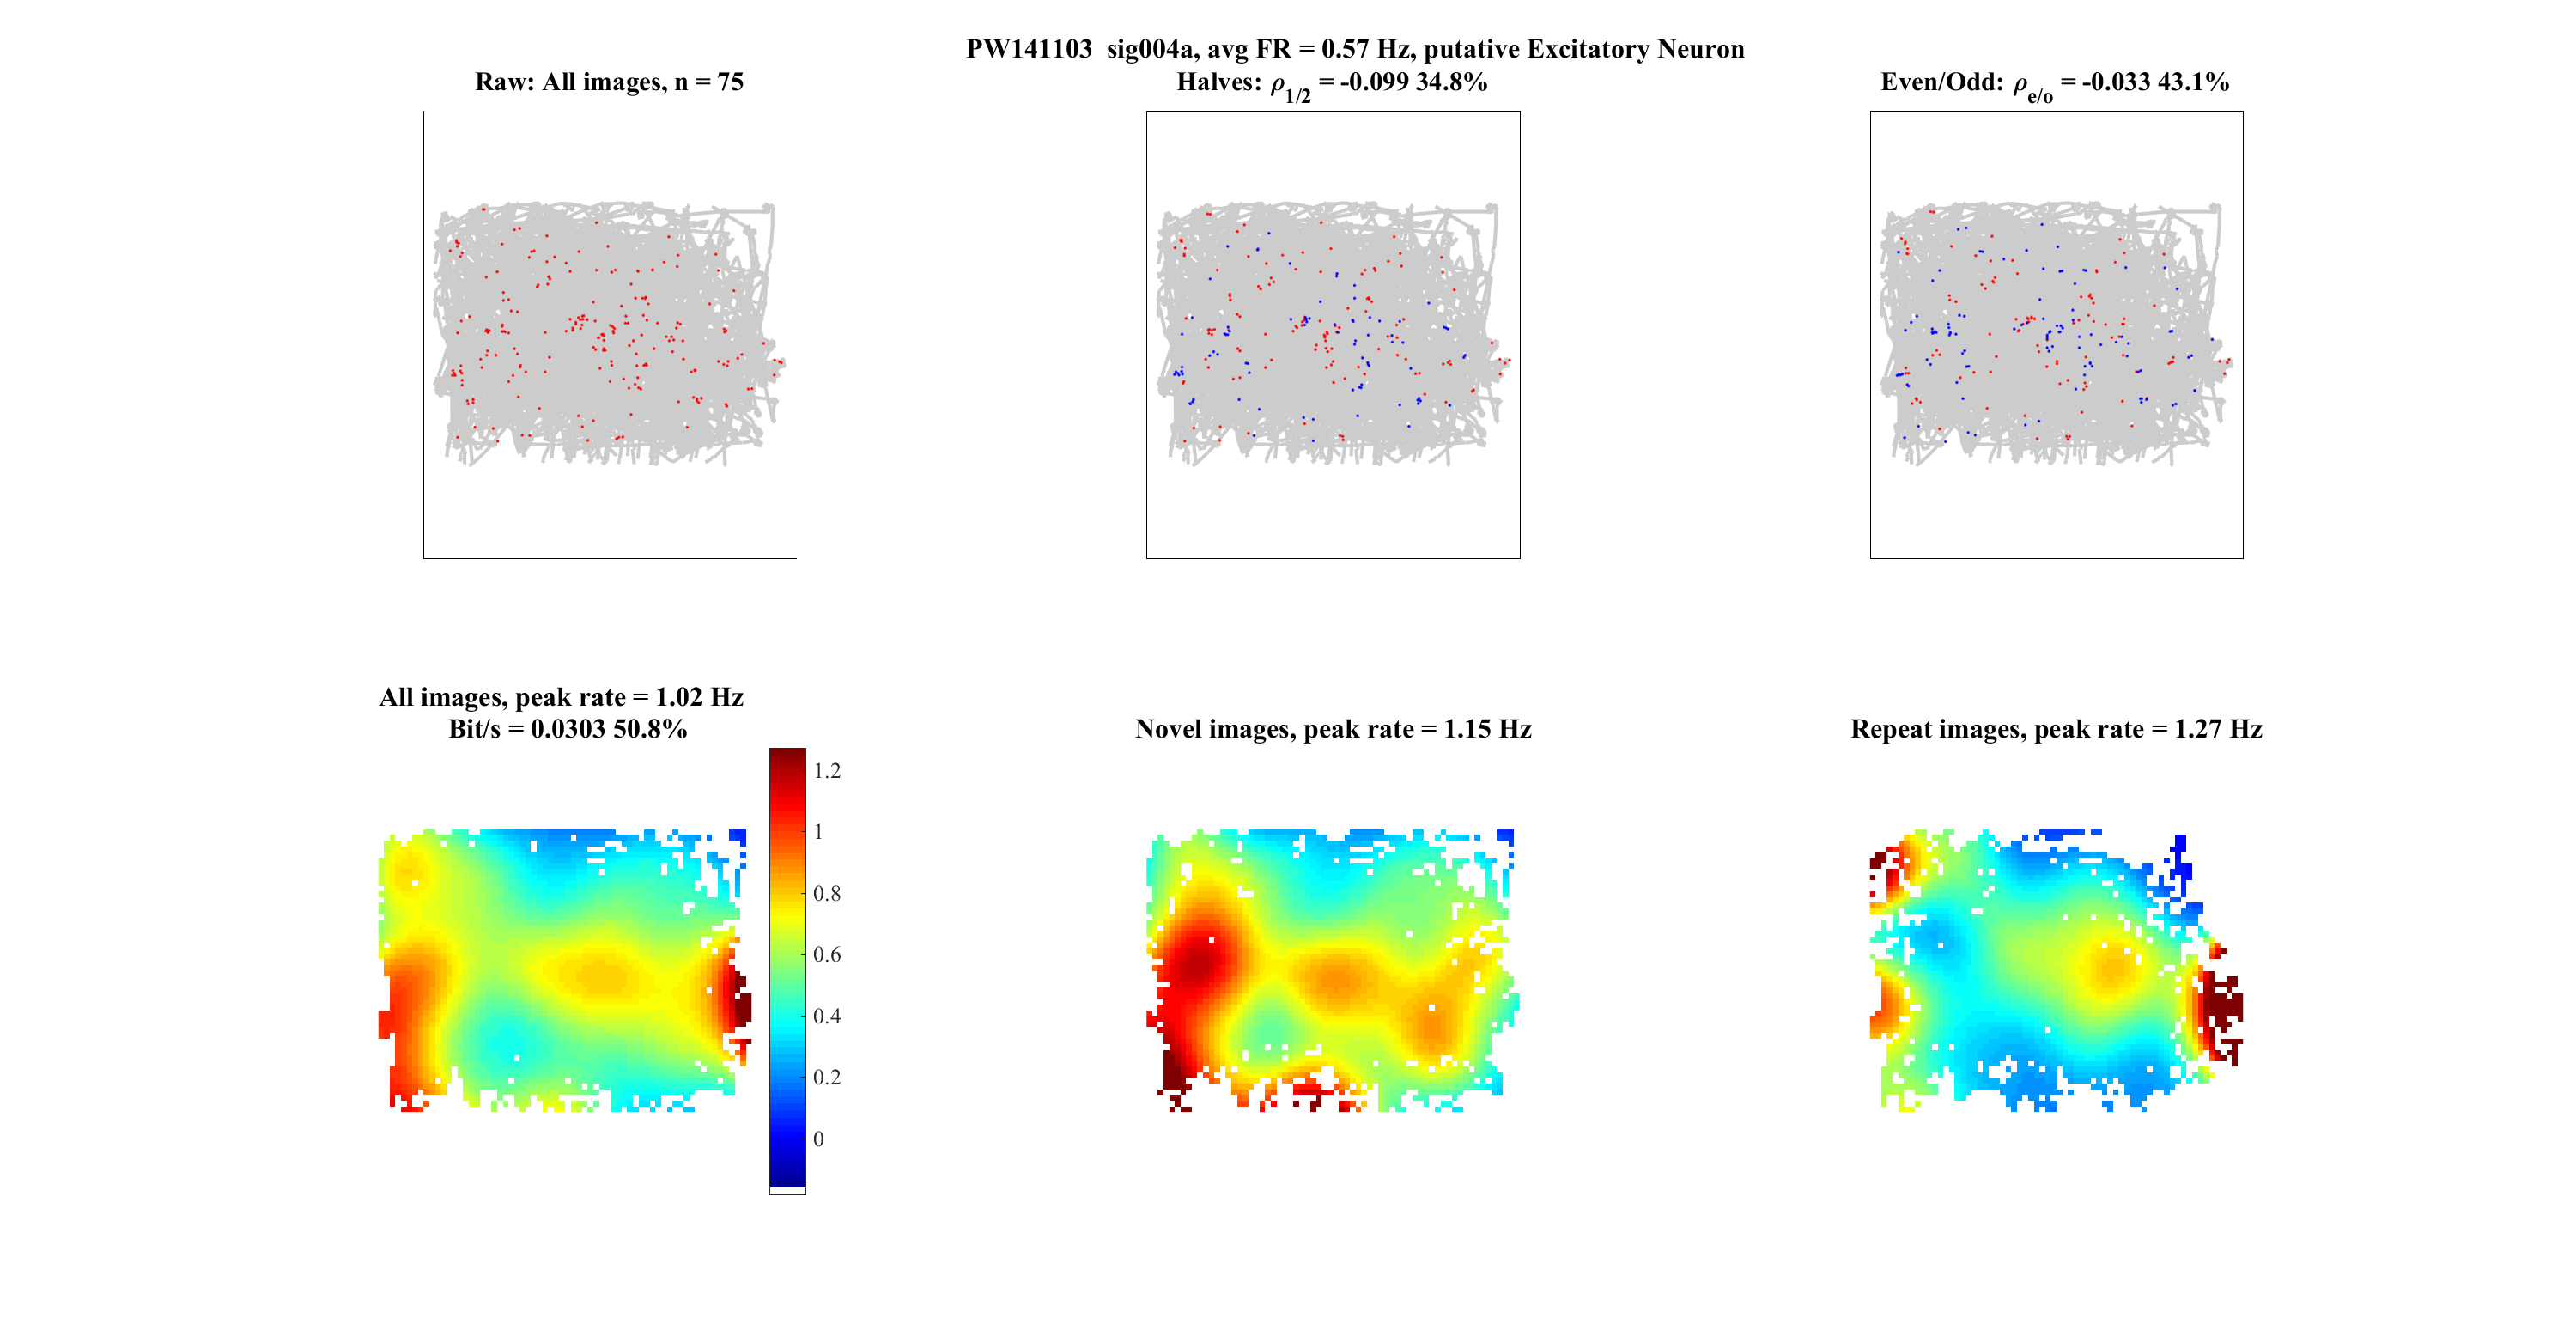 PW141103  sig004a, avg FR = 0.57 Hz, putative Excitatory Neuron
Raw: All images, n = 75
Halves: ρ1/2 = -0.099 34.8%
Even/Odd: ρe/o = -0.033 43.1%
All images, peak rate = 1.02 Hz
Bit/s = 0.0303 50.8%
Novel images, peak rate = 1.15 Hz
Repeat images, peak rate = 1.27 Hz
1.2
1
0.8
0.6
0.4
0.2
0